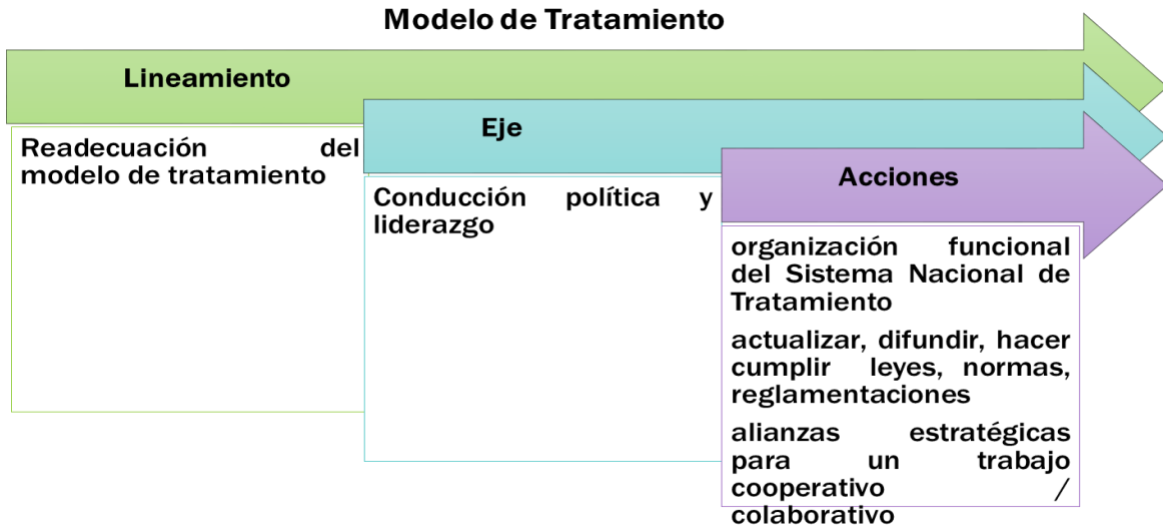 Modelo de Tratamiento
Lineamiento
Readecuación del
modelo de tratamiento
Eje
Conducción política y
liderazgo
Acciones
organización funcional
del Sistema Nacional de
Tratamiento
actualizar, difundir, hacer
cumplir leyes, normas,
reglamentaciones
alianzas estratégicas
para un trabajo
cooperativo /
colaborativo